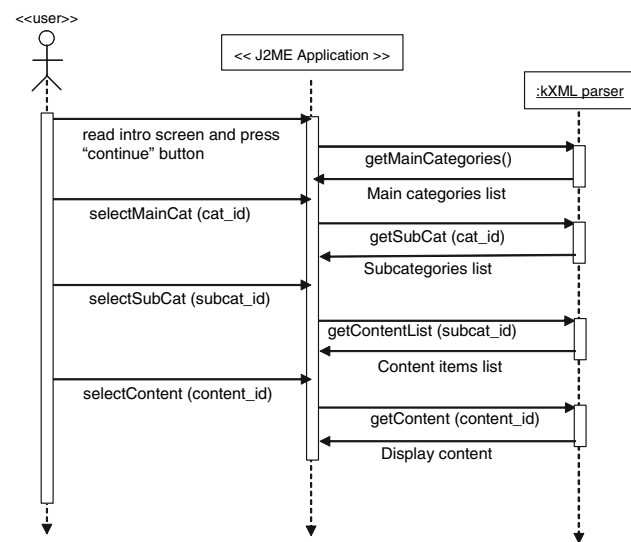 <<user>>
<< J2ME Application >>
:kXML parser
read intro screen and press
“continue” button
getMainCategories()
Main categories list
selectMainCat (cat_id)
getSubCat (cat_id)
Subcategories list
selectSubCat (subcat_id)
getContentList (subcat_id)
Content items list
selectContent (content_id)
getContent (content_id)
Display content